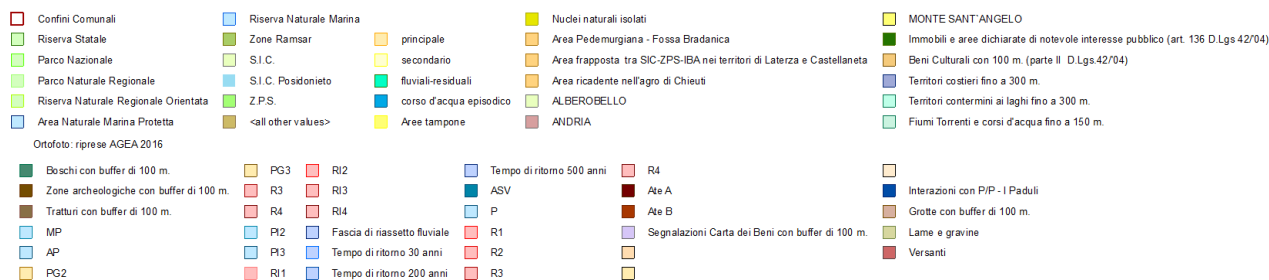 Confini Comunali
Riserva Statale
Parco Nazionale
Parco Naturale Regionale
Riserva Naturale Regionale Orientata
Area Naturale Marina Protetta
Riserva Naturale Marina
Zone Ramsar
S.I.C.
S.I.C. Posidonieto
Z.P.S.
<all other values>
principale
secondario
fluviali-residuali
corso d'acqua episodico
Aree tampone
Nuclei naturali isolati
Area Pedemurgiana - Fossa Bradanica
Area frapposta tra SIC-ZPS-IBA nei territori di Laterza e Castellaneta
Area ricadente nell'agro di Chieuti
ALBEROBELLO
ANDRIA
MONTE SANT`ANGELO
Immobili e aree dichiarate di notevole interesse pubblico (art. 136 D.Lgs 42/04)
Beni Culturali con 100 m. (parte II D.Lgs.42/04)
Territori costieri fino a 300 m.
Territori contermini ai laghi fino a 300 m.
Fiumi Torrenti e corsi d'acqua fino a 150 m.
Ortofoto: riprese AGEA 2016
Boschi con buffer di 100 m.
Zone archeologiche con buffer di 100 m.
Tratturi con buffer di 100 m.
MP
AP
PG2
PG3
R3
R4
PI2
PI3
RI1
RI2
RI3
RI4
Fascia di riassetto fluviale
Tempo di ritorno 30 anni
Tempo di ritorno 200 anni
Tempo di ritorno 500 anni
ASV
P
R1
R2
R3
R4
Ate A
Ate B
Segnalazioni Carta dei Beni con buffer di 100 m.
Interazioni con P/P - I Paduli
Grotte con buffer di 100 m.
Lame e gravine
Versanti